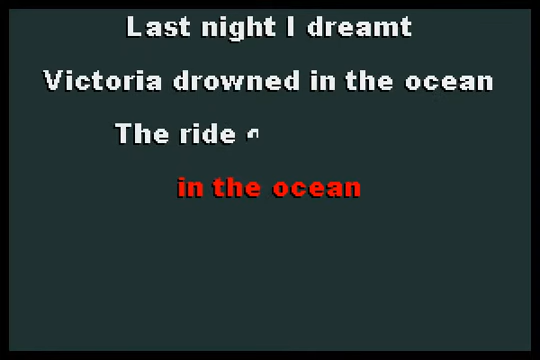 Last night I dreamt
Victoria drowned in the ocean
The ride
in the ocean